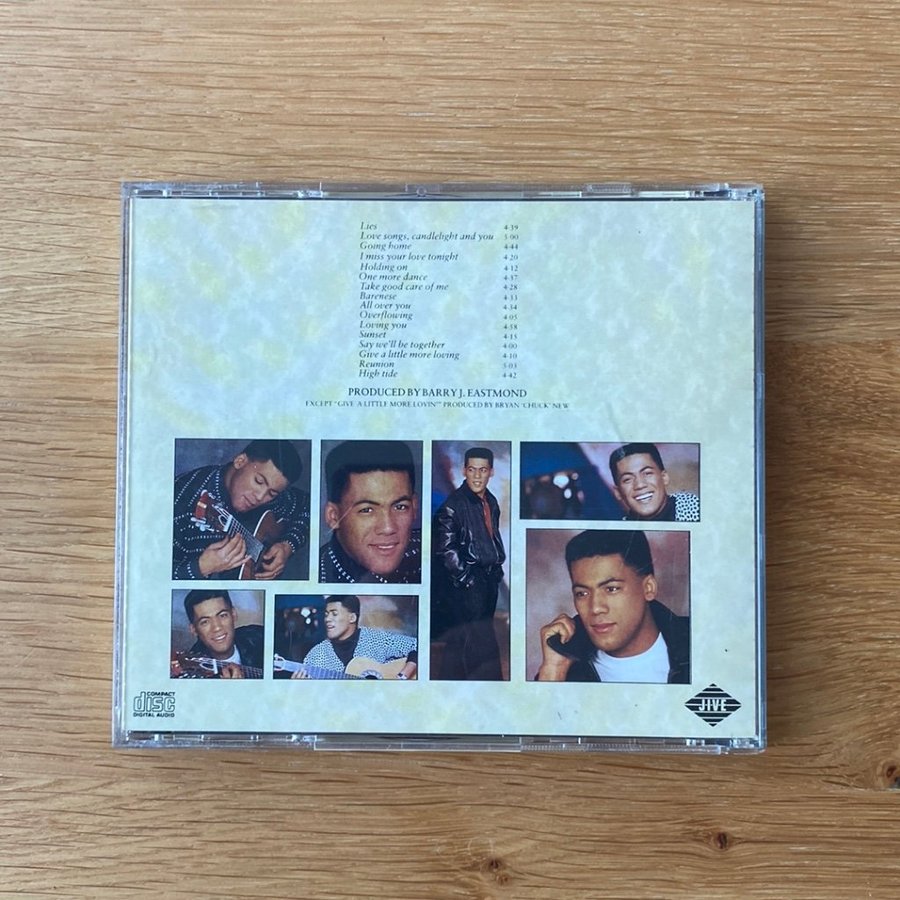 Lies 4·39
Love songs, candlelight and you 5·00
Going home 4·44
I miss your love tonight 4·20
Holding on 4·12
One more dance 4·37
Take good care of me 4·28
Barenese 4·33
All over you 4·34
Overflowing 4·05
Loving you 4·58
Sunset 4·15
Say we'll be together 4·00
Give a little more loving 4·10
Reunion 5·03
High tide 4·42
PRODUCED BY BARRY J. EASTMOND
EXCEPT "GIVE A LITTLE MORE LOVIN'" PRODUCED BY BRYAN 'CHUCK' NEW
COMPACT
disc
DIGITAL AUDIO
JIVE